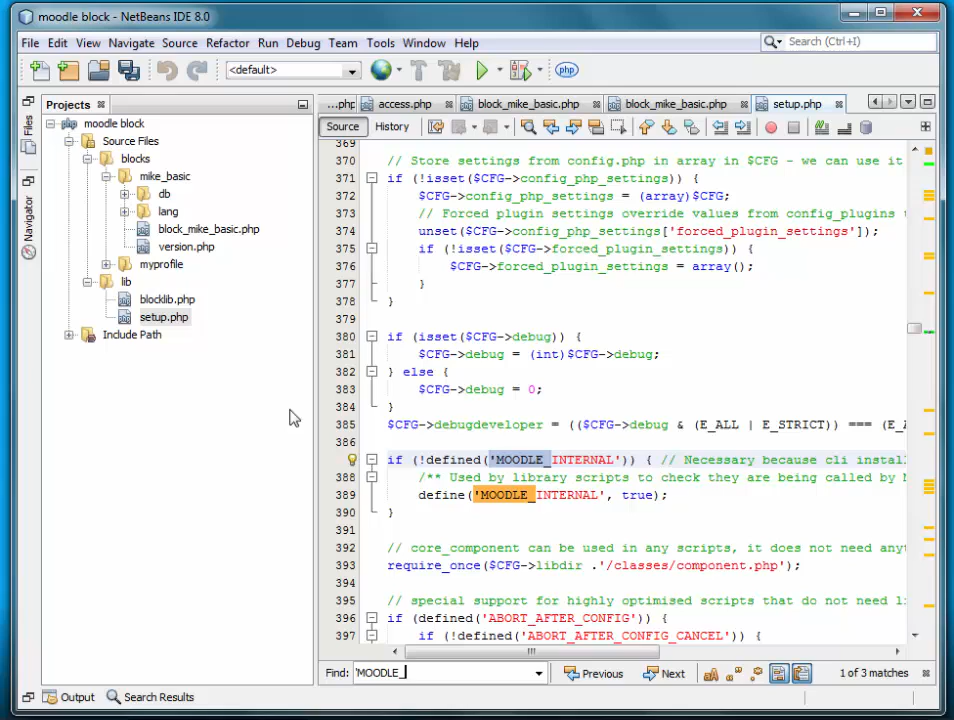 moodle block - NetBeans IDE 8.0
File Edit View Navigate Source Refactor Run Debug Team Tools Window Help
Search (Ctrl+I)
<default>
php
Projects
...php access.php block_mike_basic.php block_mike_basic.php setup.php
Source History
Files
Navigator
moodle block
Source Files
blocks
mike_basic
db
lang
block_mike_basic.php
version.php
myprofile
lib
blocklib.php
setup.php
Include Path
369
370 // Store settings from config.php in array in $CFG - we can use it
371 if (!isset($CFG->config_php_settings)) {
372 $CFG->config_php_settings = (array)$CFG;
373 // Forced plugin settings override values from config_plugins
374 unset($CFG->config_php_settings['forced_plugin_settings']);
375 if (!isset($CFG->forced_plugin_settings)) {
376 $CFG->forced_plugin_settings = array();
377 }
378 }
379
380 if (isset($CFG->debug)) {
381 $CFG->debug = (int)$CFG->debug;
382 } else {
383 $CFG->debug = 0;
384 }
385 $CFG->debugdeveloper = (($CFG->debug & (E_ALL | E_STRICT)) === (E_
386
if (!defined('MOODLE_INTERNAL')) { // Necessary because cli instal
388 /** Used by library scripts to check they are being called by
389 define('MOODLE_INTERNAL', true);
390 }
391
392 // core_component can be used in any scripts, it does not need any
393 require_once($CFG->libdir .'/classes/component.php');
394
395 // special support for highly optimised scripts that do not need
396 if (defined('ABORT_AFTER_CONFIG')) {
397 if (!defined('ABORT_AFTER_CONFIG_CANCEL')) {
Find: 'MOODLE_ Previous Next 1 of 3 matches
Output Search Results